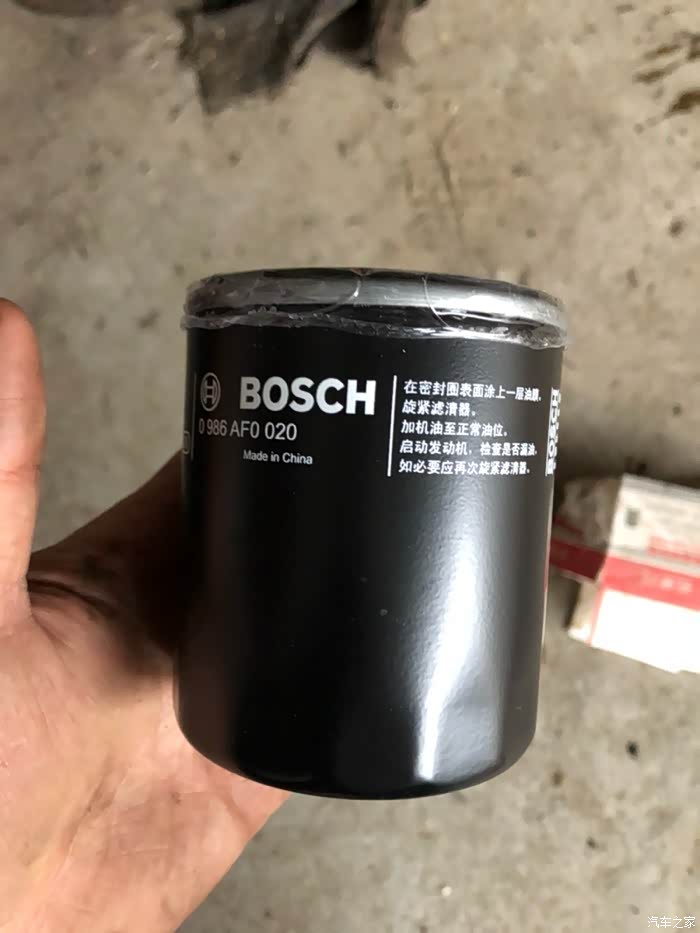 BOSCH
0 986 AF0 020
Made in China
在密封圈表面涂上一层油膜,
旋紧滤清器。
加机油至正常油位。
启动发动机，检查是否漏油,
如必要应再次旋紧滤清器。
BOSCH
汽车之家